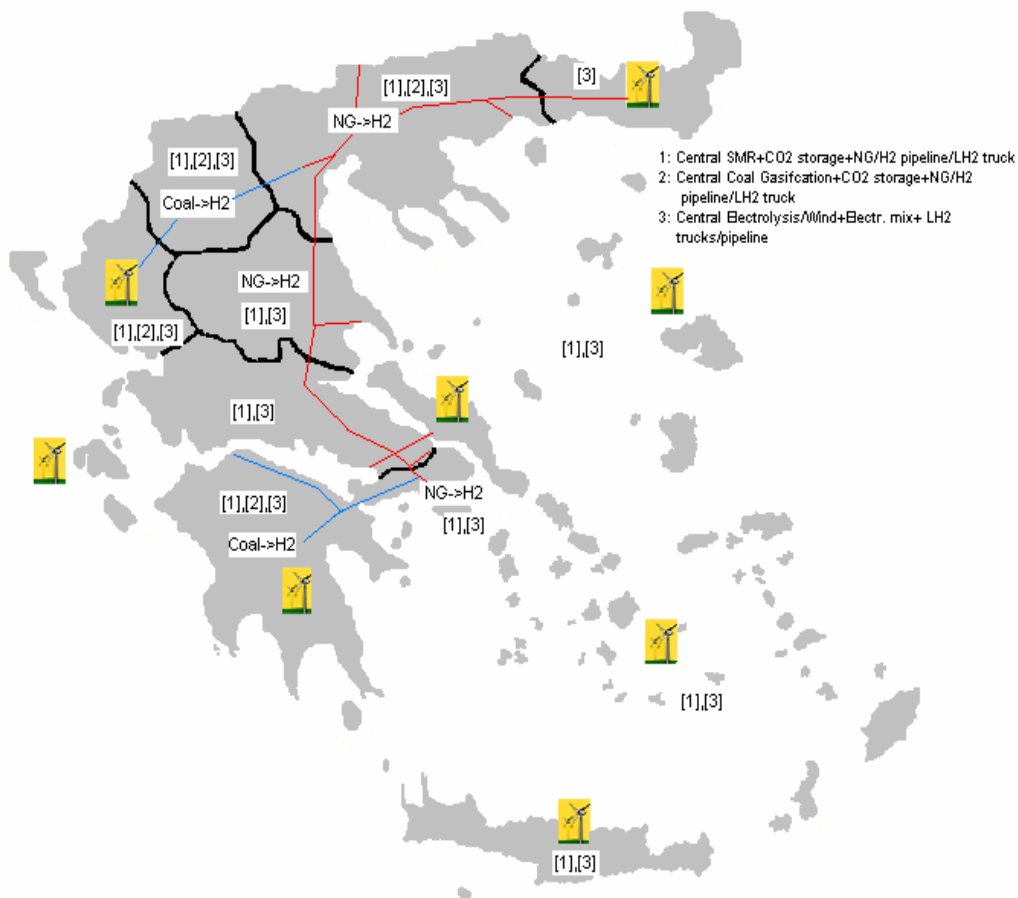 [3]
[1],[2],[3]
NG->H2
[1],[2],[3]
1: Central SMR+CO2 storage+NG/H2 pipeline/LH2 truck
2: Central Coal Gasifcation+CO2 storage+NG/H2
pipeline/LH2 truck
3: Central Electrolysis/Wind+Electr. mix+ LH2
trucks/pipeline
Coal->H2
NG->H2
[1],[3]
[1],[2],[3]
[1],[3]
[1],[3]
[1],[2],[3]
NG->H2
[1],[3]
Coal->H2
[1],[3]
[1],[3]